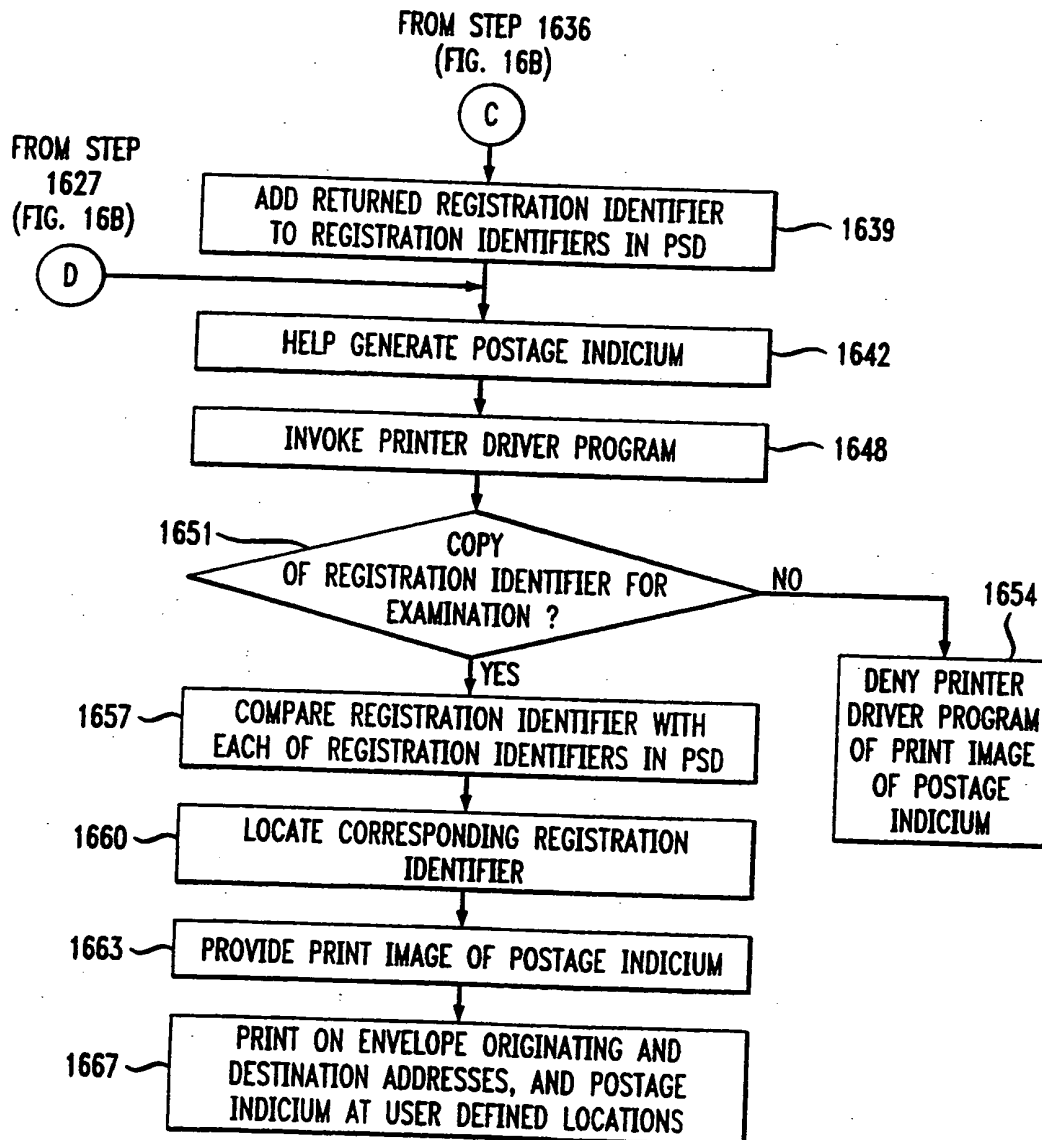 FROM STEP 1636
(FIG. 16B)
C
FROM STEP
1627
(FIG. 16B)
D
ADD RETURNED REGISTRATION IDENTIFIER
TO REGISTRATION IDENTIFIERS IN PSD
1639
HELP GENERATE POSTAGE INDICIUM
1642
INVOKE PRINTER DRIVER PROGRAM
1648
1651
COPY
OF REGISTRATION IDENTIFIER FOR
EXAMINATION ?
NO
1654
YES
DENY PRINTER
DRIVER PROGRAM
OF PRINT IMAGE
OF POSTAGE
INDICIUM
1657
COMPARE REGISTRATION IDENTIFIER WITH
EACH OF REGISTRATION IDENTIFIERS IN PSD
1660
LOCATE CORRESPONDING REGISTRATION
IDENTIFIER
1663
PROVIDE PRINT IMAGE OF POSTAGE INDICIUM
1667
PRINT ON ENVELOPE ORIGINATING AND
DESTINATION ADDRESSES, AND POSTAGE
INDICIUM AT USER DEFINED LOCATIONS